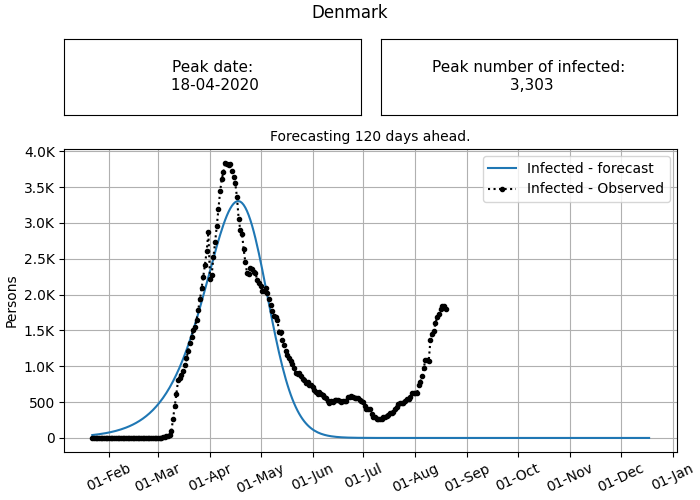 Denmark
Peak date:
18-04-2020
Peak number of infected:
3,303
Forecasting 120 days ahead.
4.0K
3.5K
3.0K
2.5K
2.0K
1.5K
1.0K
500
0
Persons
Infected - forecast
Infected - Observed
01-Feb
01-Mar
01-Apr
01-May
01-Jun
01-Jul
01-Aug
01-Sep
01-Oct
01-Nov
01-Dec
01-Jan